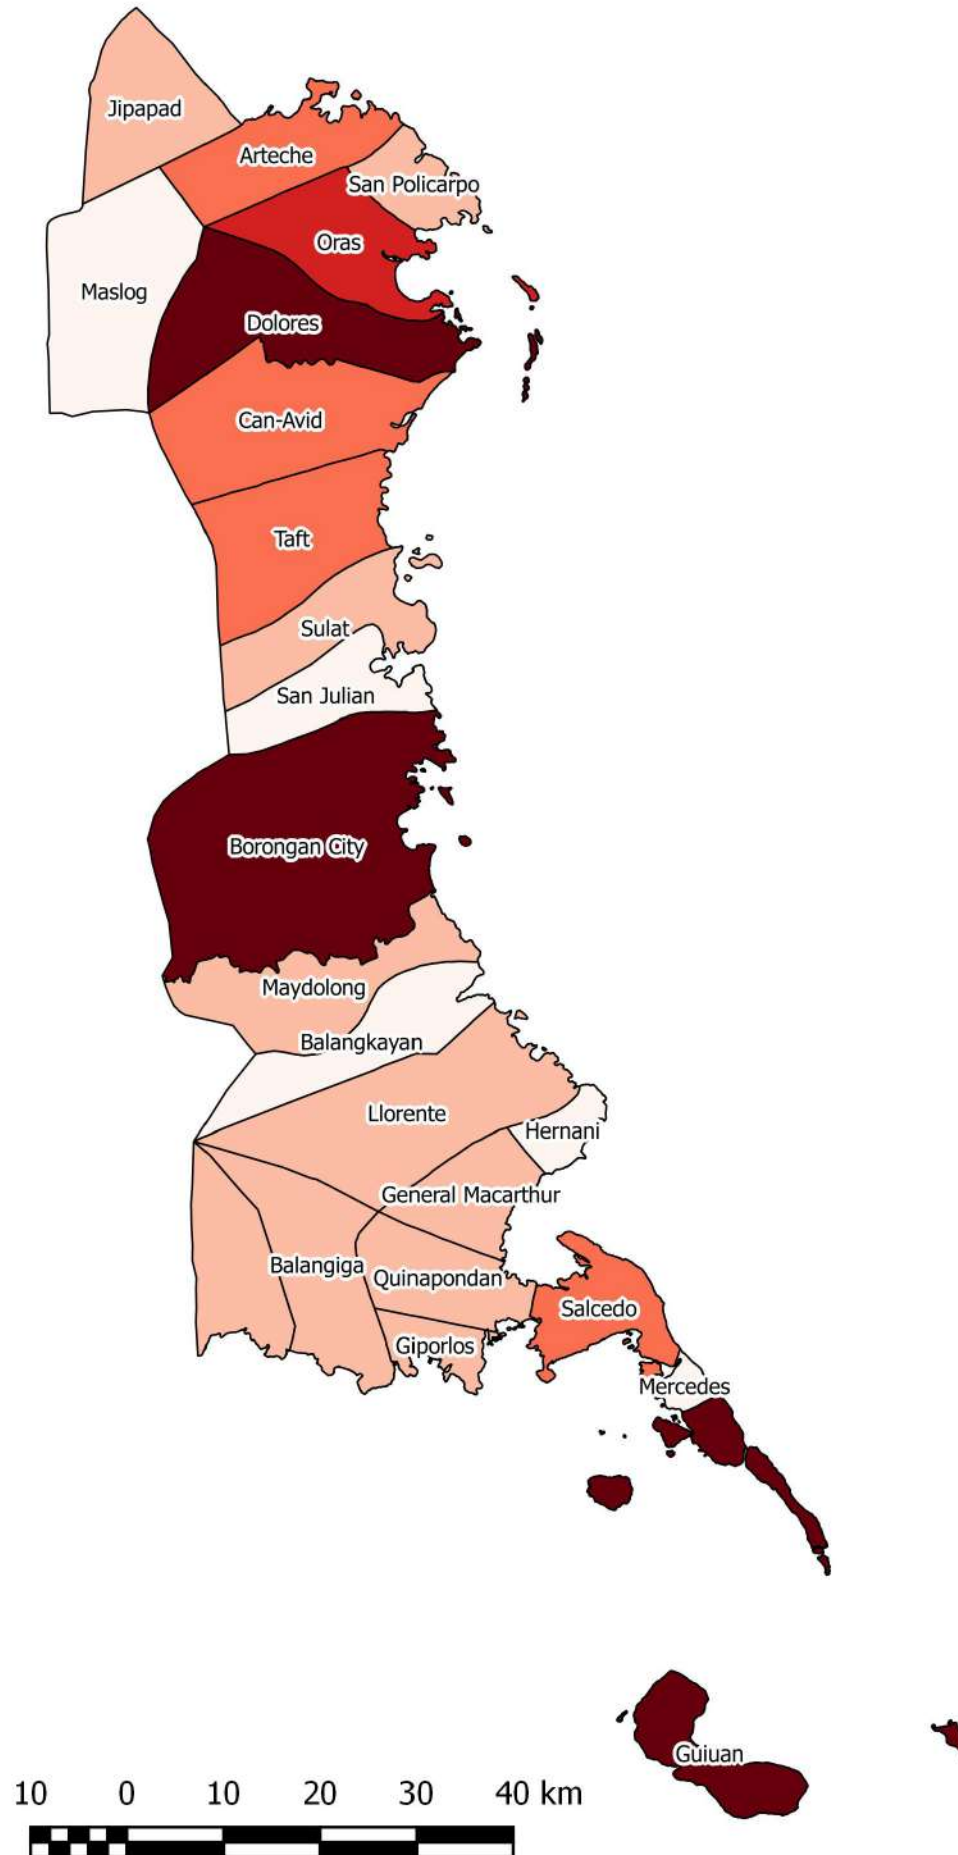 Jipapad
Arteche
San Policarpo
Oras
Maslog
Dolores
Can-Avid
Taft
Sulat
San Julian
Borongan City
Maydolong
Balangkayan
Llorente
Hernani
General Macarthur
Balangiga
Quinapondan
Salcedo
Giporlos
Mercedes
Guiuan
10 0 10 20 30 40 km